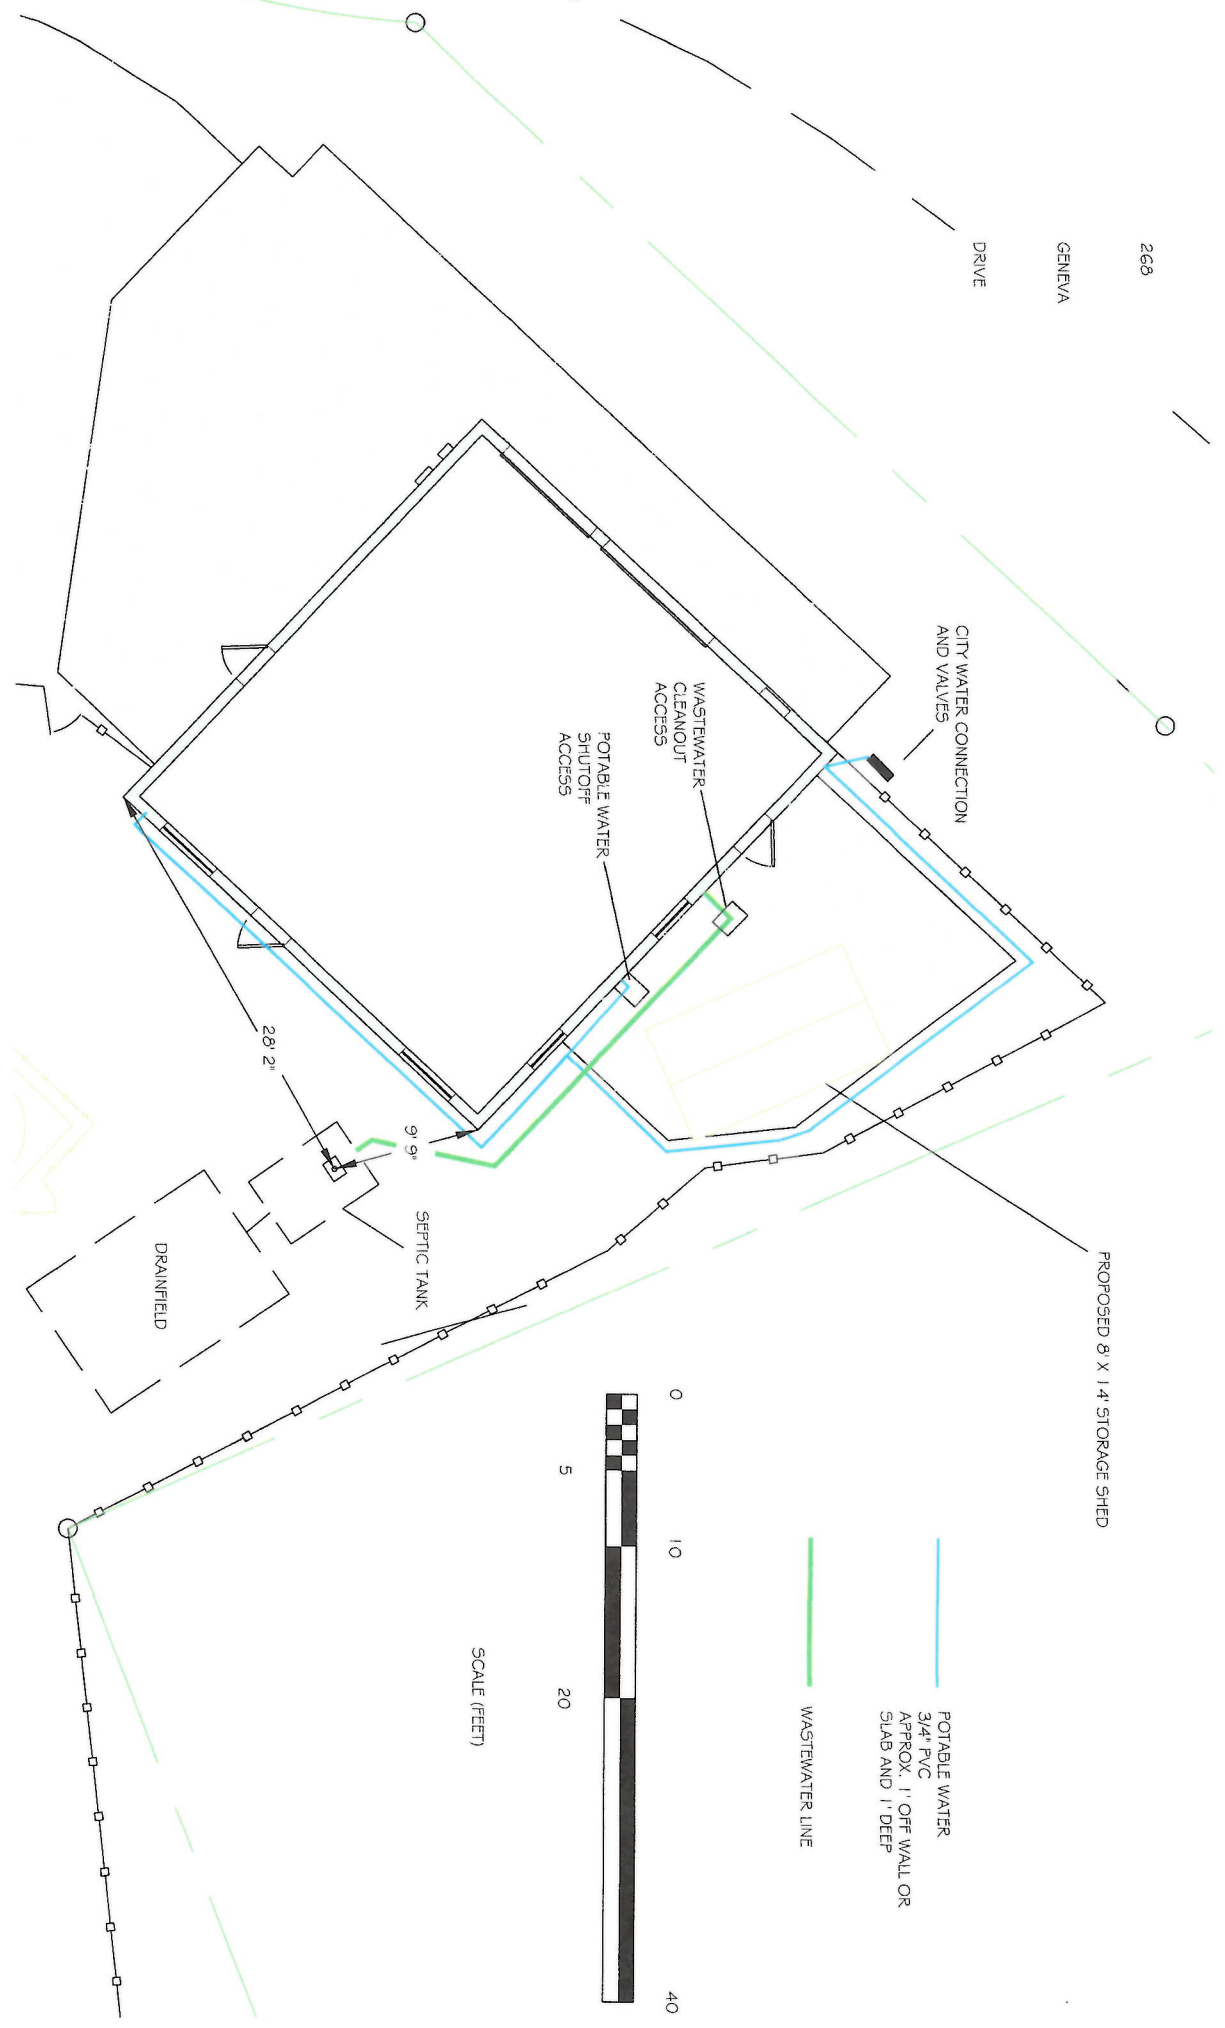 268
GENEVA
DRIVE
CITY WATER CONNECTION
AND VALVES
WASTEWATER
CLEANOUT
ACCESS
POTABLE WATER
SHUTOFF
ACCESS
28' 2"
9' 9"
SEPTIC TANK
DRAINFIELD
PROPOSED 8' X 14' STORAGE SHED
0
5
10
20
40
SCALE (FEET)
POTABLE WATER
3/4" PVC
APPROX. 1' OFF WALL OR
SLAB AND 1' DEEP
WASTEWATER LINE